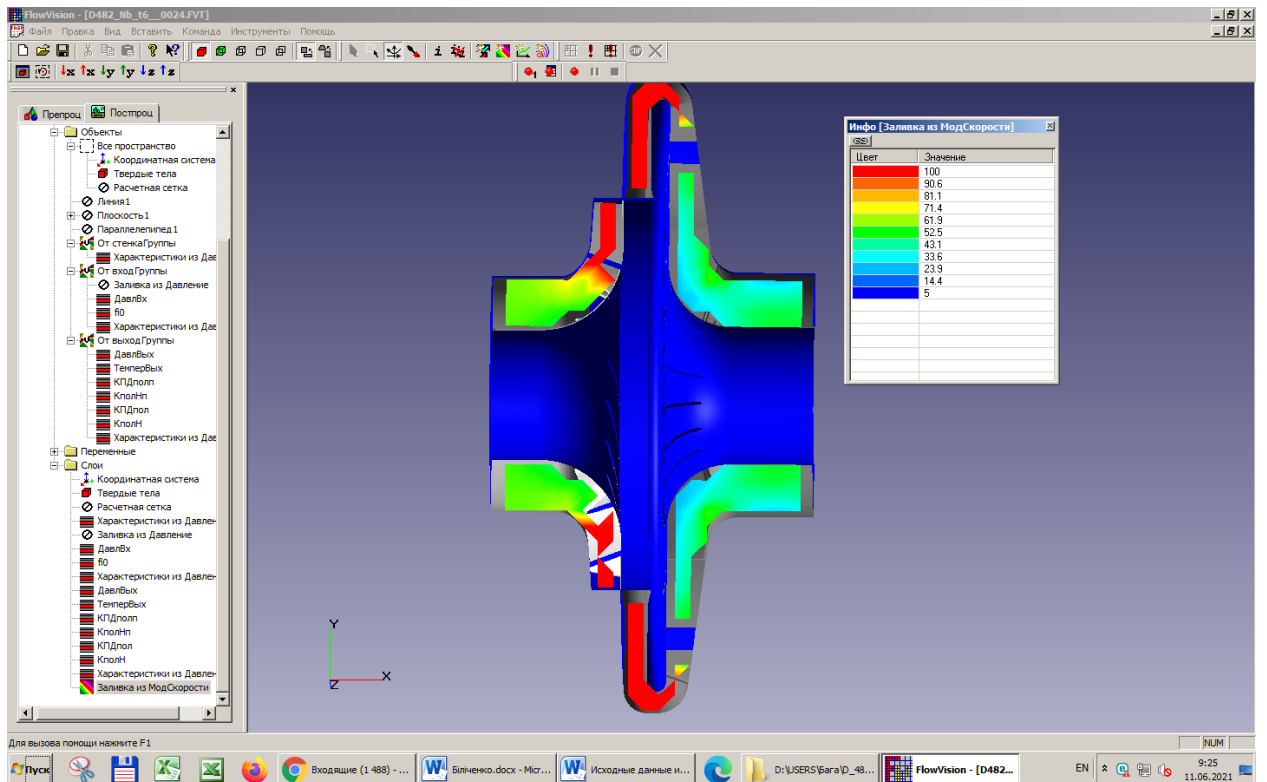 FlowVision - [D482_Nb_t6__0024.FVT]
Файл Правка Вид Вставить Команда Инструменты Помощь
Препроц Постпроц
Объекты
Все пространство
Координатная система
Твердые тела
Расчетная сетка
Линия1
Плоскость1
Параллелепипед1
От стенкаГруппы
Характеристики из Дав
От входГруппы
Заливка из Давление
ДавлВх
fl0
Характеристики из Дав
От выходГруппы
ДавлВых
ТемперВых
КПДполп
КполНп
КПДпол
КполН
Характеристики из Дав
Переменные
Слои
Координатная система
Твердые тела
Расчетная сетка
Характеристики из Давлен
Заливка из Давление
ДавлВх
fl0
Характеристики из Давлен
ДавлВых
ТемперВых
КПДполп
КполНп
КПДпол
КполН
Характеристики из Давлен
Заливка из МодСкорости
Инфо [Заливка из МодСкорости]
Цвет Значение
100
90.6
81.1
71.4
61.9
52.5
43.1
33.6
23.9
14.4
5
Y
X
Z
Для вызова помощи нажмите F1
NUM
Пуск
Входящие (1 488) - ...
Біліченко.docx - Micr...
Исходные данные и...
D:\USERS\Бага\D_48...
FlowVision - [D482...
EN
9:25
11.06.2021